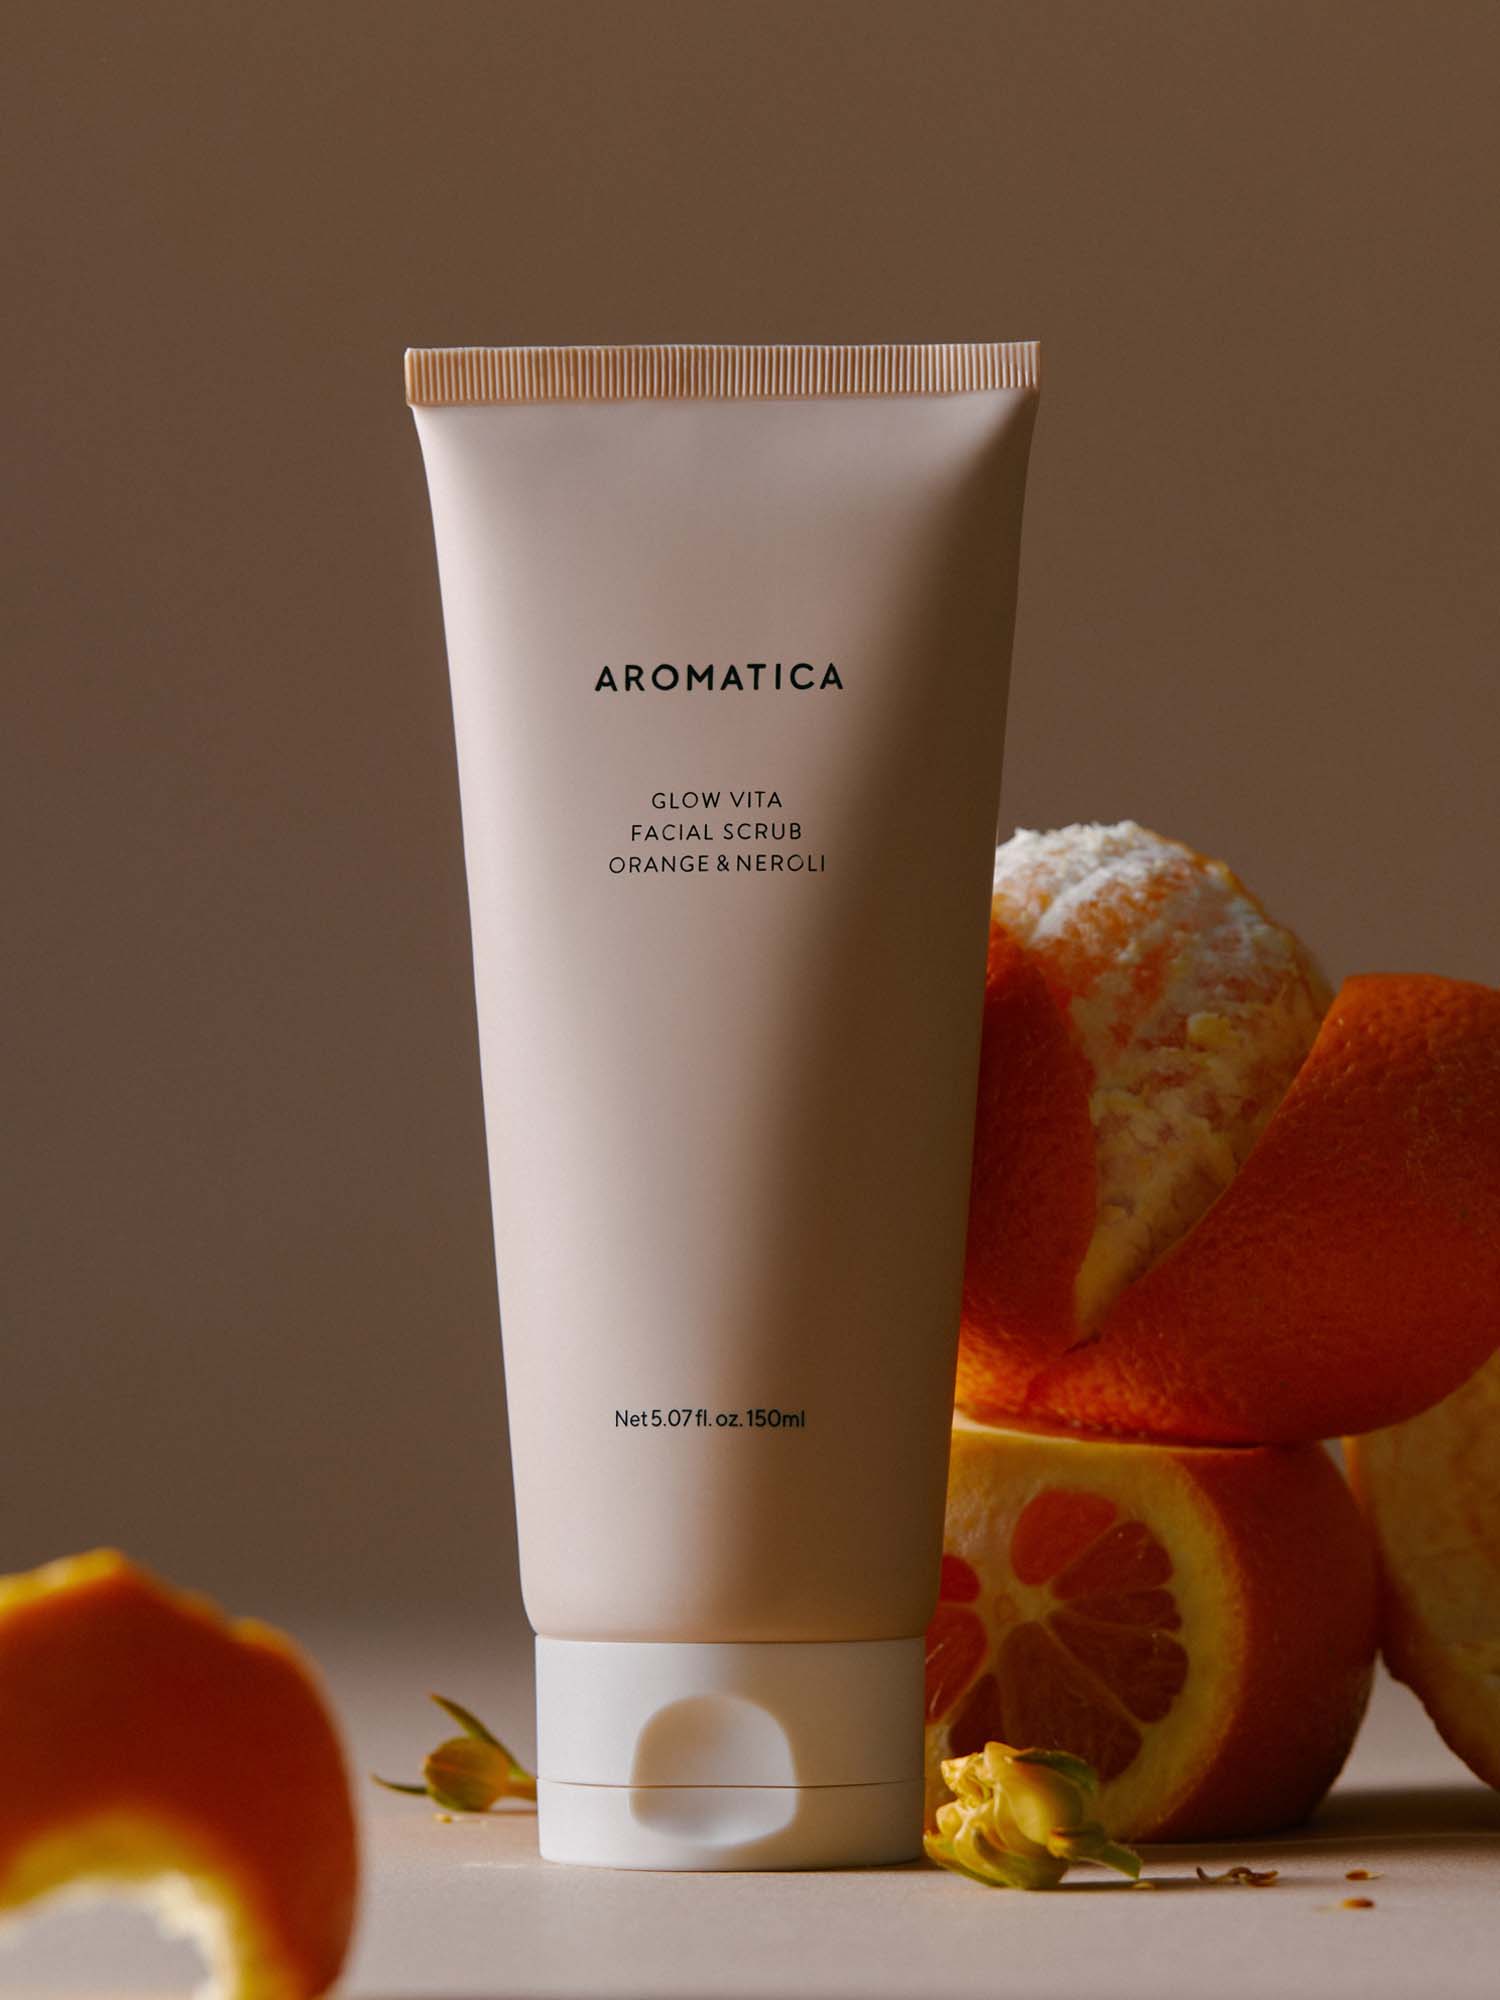 AROMATICA
GLOW VITA
FACIAL SCRUB
ORANGE & NEROLI
Net 5.07 fl. oz. 150ml